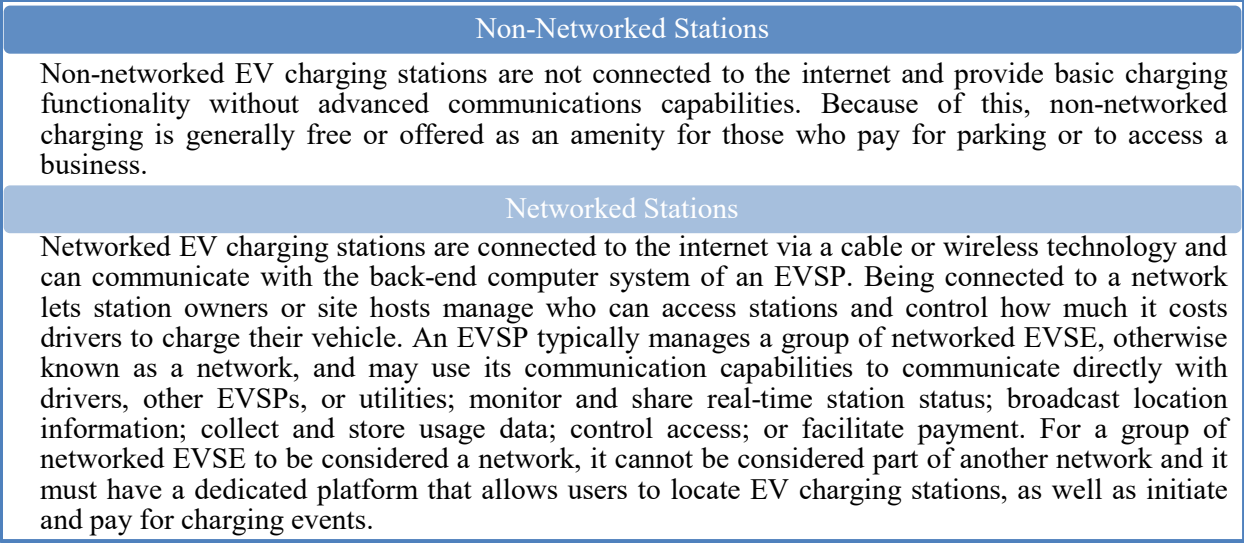 Non-Networked Stations
Non-networked EV charging stations are not connected to the internet and provide basic charging
functionality without advanced communications capabilities. Because of this, non-networked
charging is generally free or offered as an amenity for those who pay for parking or to access a
business.
Networked Stations
Networked EV charging stations are connected to the internet via a cable or wireless technology and
can communicate with the back-end computer system of an EVSP. Being connected to a network
lets station owners or site hosts manage who can access stations and control how much it costs
drivers to charge their vehicle. An EVSP typically manages a group of networked EVSE, otherwise
known as a network, and may use its communication capabilities to communicate directly with
drivers, other EVSPs, or utilities; monitor and share real-time station status; broadcast location
information; collect and store usage data; control access; or facilitate payment. For a group of
networked EVSE to be considered a network, it cannot be considered part of another network and it
must have a dedicated platform that allows users to locate EV charging stations, as well as initiate
and pay for charging events.